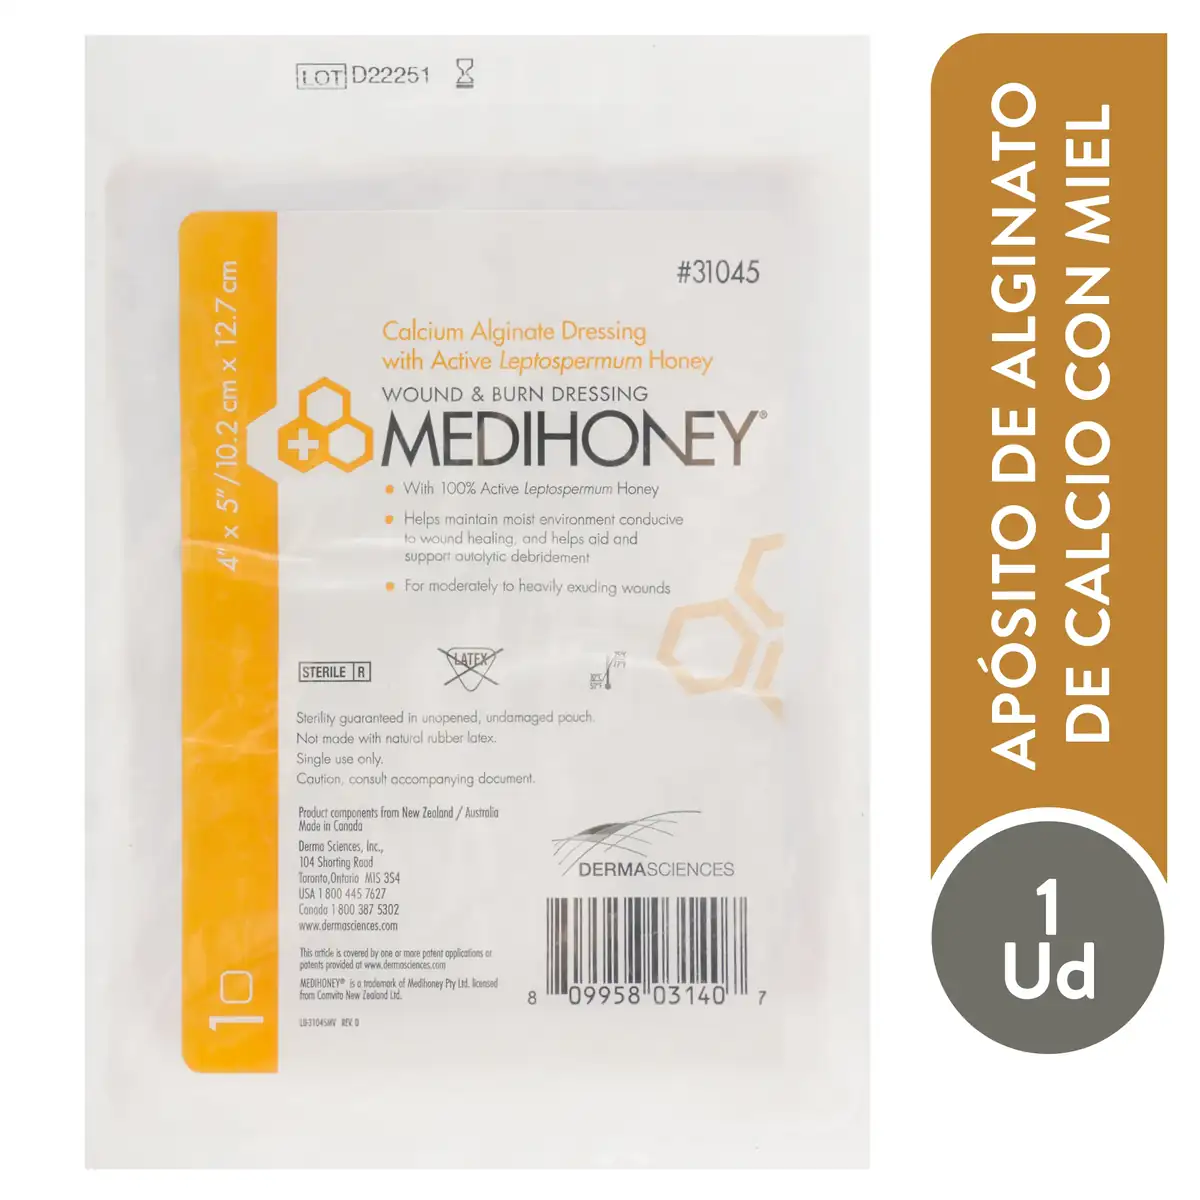 LOT D22251
#31045
4" x 5"/10.2 cm x 12.7 cm
Calcium Alginate Dressing
with Active Leptospermum Honey
WOUND & BURN DRESSING
MEDIHONEY®
With 100% Active Leptospermum Honey
Helps maintain moist environment conducive
to wound healing, and helps aid and
support autolytic debridement
For moderately to heavily exuding wounds
STERILE R
LATEX
Sterility guaranteed in unopened, undamaged pouch.
Not made with natural rubber latex.
Single use only.
Caution, consult accompanying document.
Product components from New Zealand / Australia
Made in Canada
Derma Sciences, Inc.,
104 Shorting Road
Toronto,Ontario M1S 3S4
USA 1 800 445 7627
Canada 1 800 387 5302
www.dermasciences.com
This article is covered by one or more patent applications or
patents provided at www.dermasciences.com
MEDIHONEY® is a trademark of Medihoney Pty Ltd. licensed
from Comvita New Zealand Ltd.
1
DERMASCIENCES
8 09958 03140 7
APÓSITO DE ALGINATO
DE CALCIO CON MIEL
1
Ud